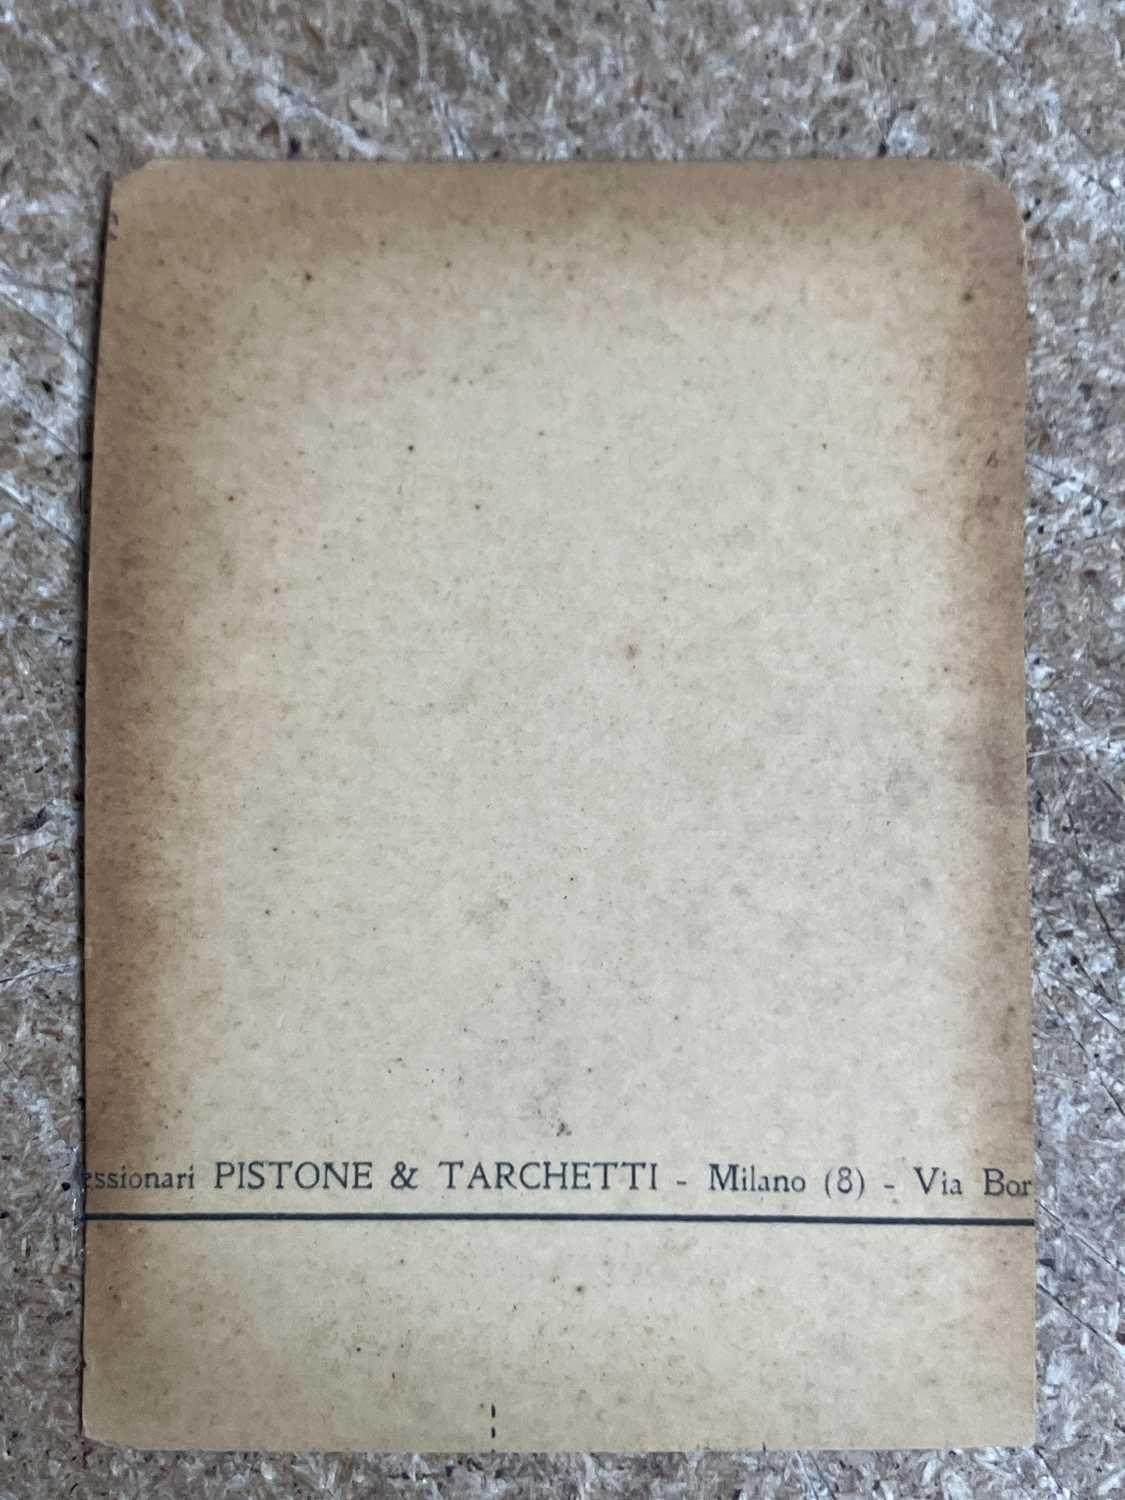 essionari PISTONE & TARCHETTI - Milano (8) - Via Bor